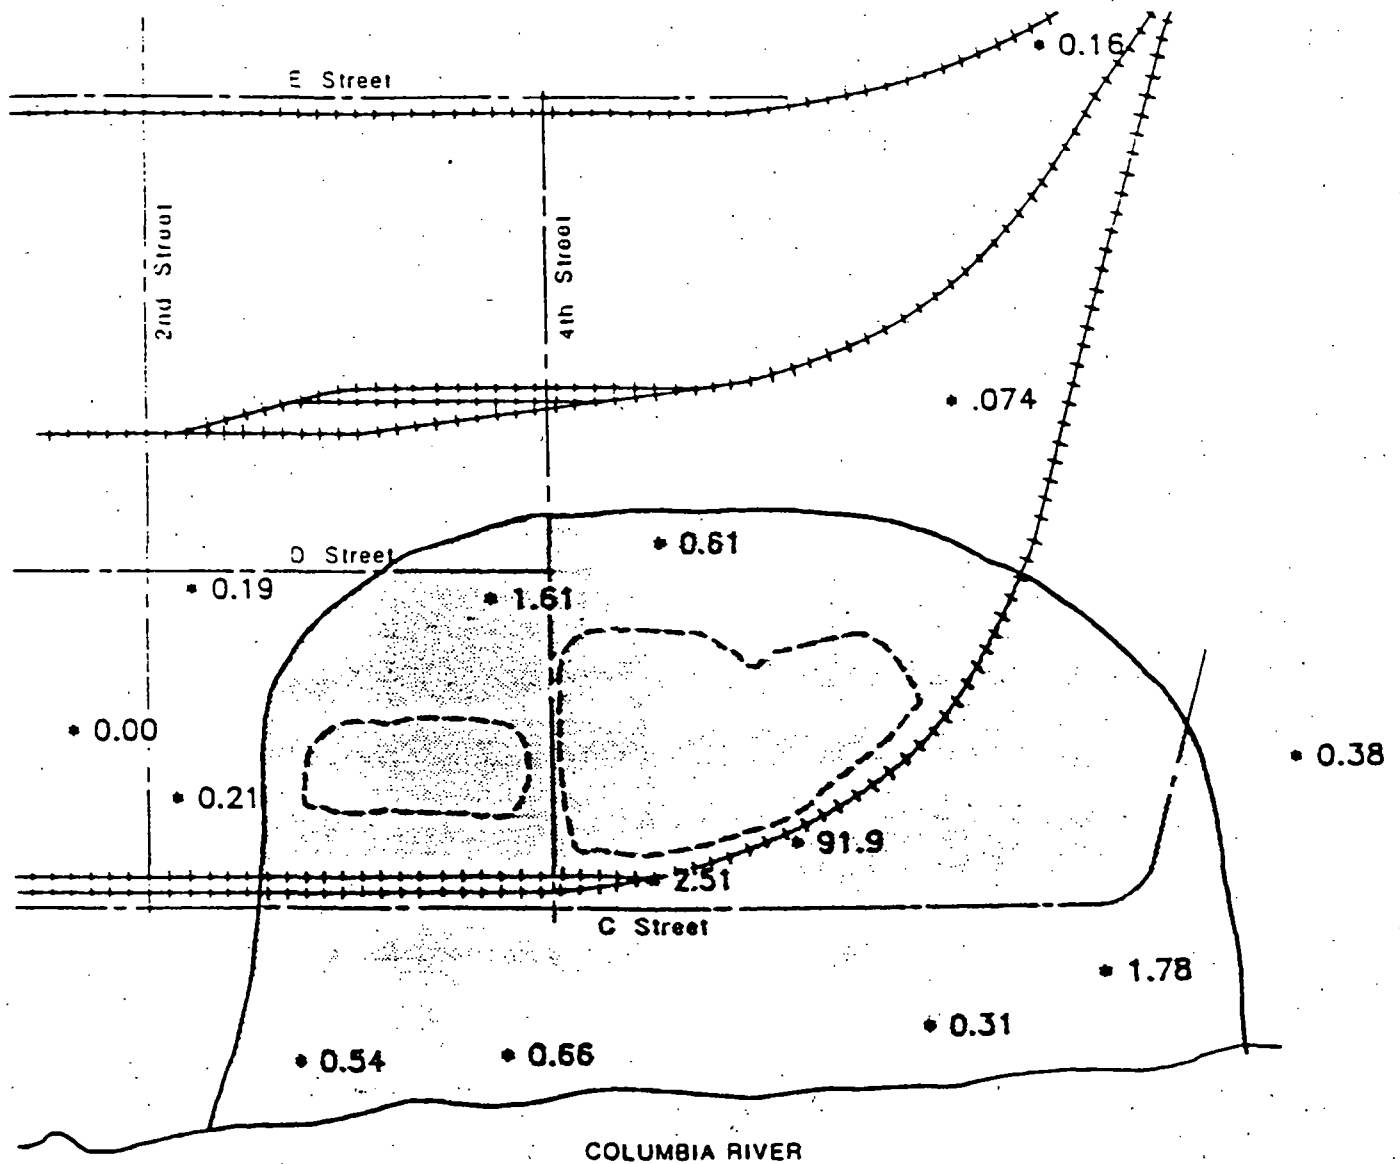 * 0.16
E Street
2nd Street
4th Street
* .074
* 0.61
D Street
* 0.19
* 1.61
* 0.00
* 0.38
* 0.21
* 91.9
* 2.51
C Street
* 1.78
* 0.31
* 0.54
* 0.66
COLUMBIA RIVER